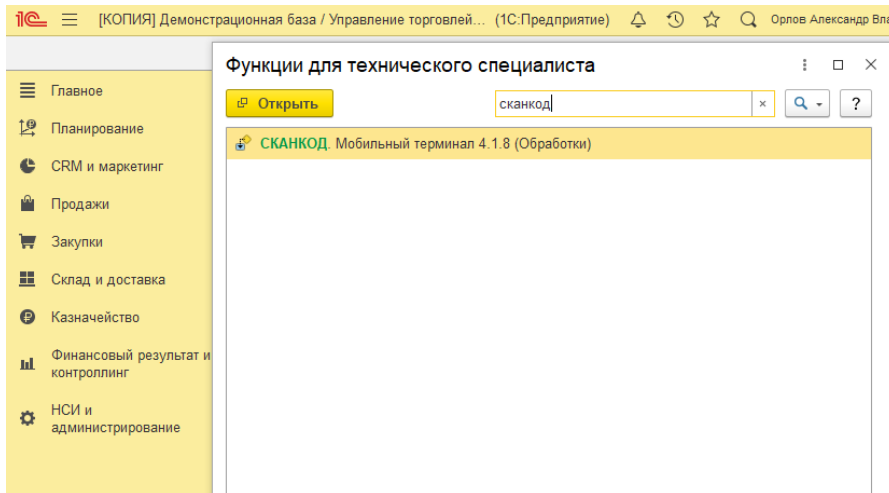 1С [КОПИЯ] Демонстрационная база / Управление торговлей... (1С:Предприятие) Орлов Александр Вла
Функции для технического специалиста
Открыть сканкод × ?
СКАНКОД. Мобильный терминал 4.1.8 (Обработки)
Главное
Планирование
CRM и маркетинг
Продажи
Закупки
Склад и доставка
Казначейство
Финансовый результат и
контроллинг
НСИ и
администрирование